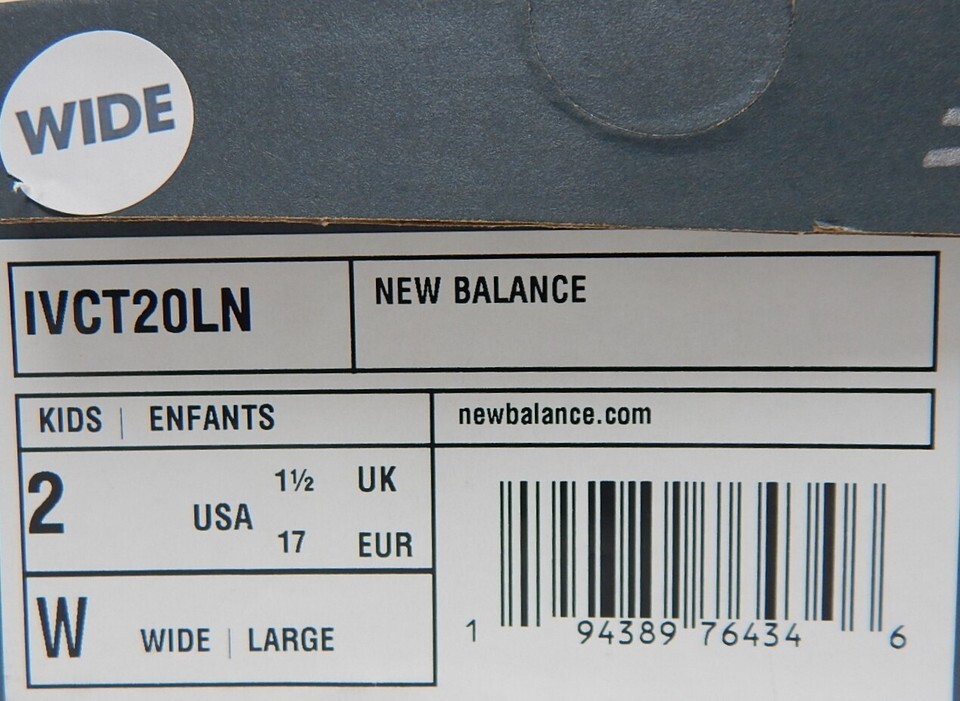 WIDE
IVCT20LN
NEW BALANCE
KIDS | ENFANTS
newbalance.com
2 USA
1½ UK
17 EUR
W WIDE | LARGE
1 94389 76434 6